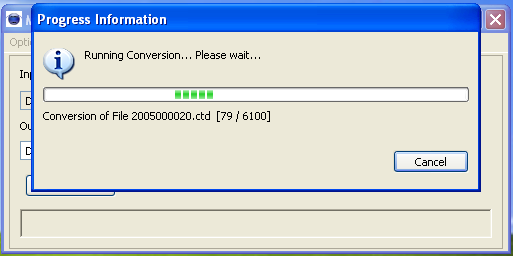 Progress Information
Running Conversion... Please wait...
Conversion of File 2005000020.ctd [79 / 6100]
Cancel